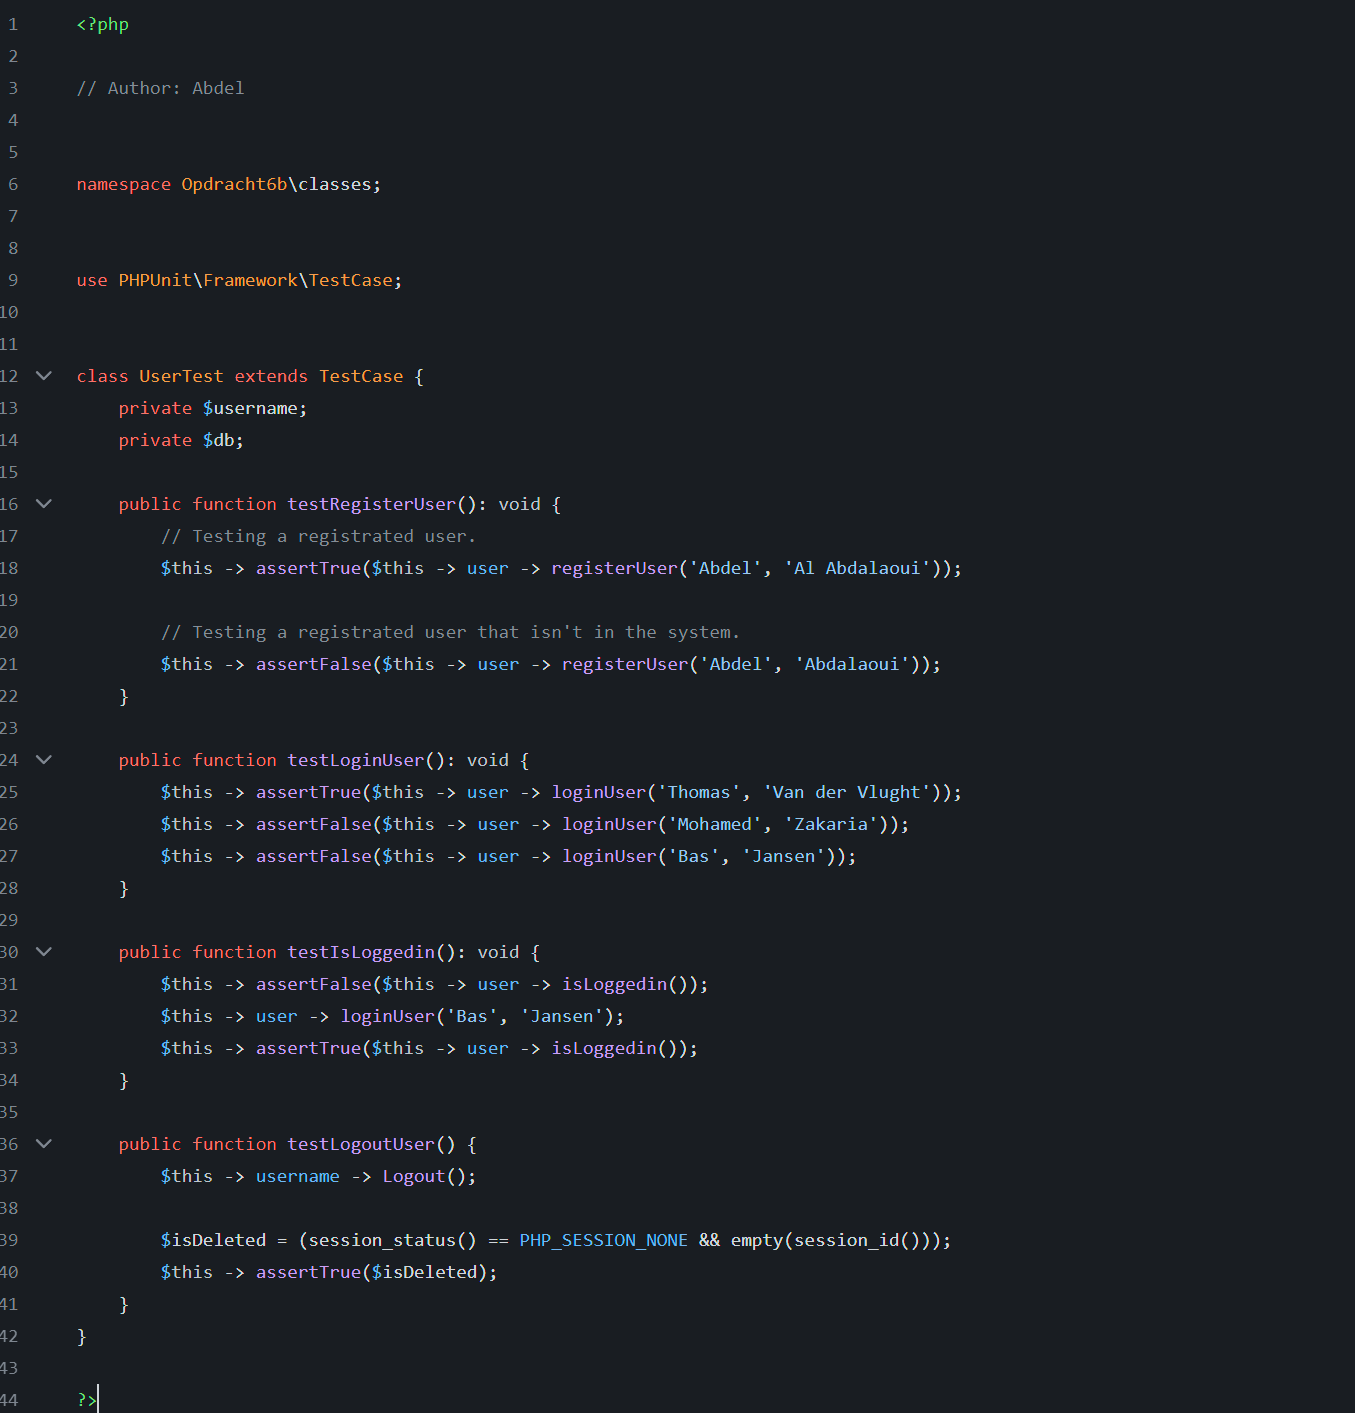 1 <?php
2
3 // Author: Abdel
4
5
6 namespace Opdracht6b\classes;
7
8
9 use PHPUnit\Framework\TestCase;
10
11
12 class UserTest extends TestCase {
13     private $username;
14     private $db;
15
16     public function testRegisterUser(): void {
17         // Testing a registrated user.
18         $this -> assertTrue($this -> user -> registerUser('Abdel', 'Al Abdalaoui'));
19
20         // Testing a registrated user that isn't in the system.
21         $this -> assertFalse($this -> user -> registerUser('Abdel', 'Abdalaoui'));
22     }
23
24     public function testLoginUser(): void {
25         $this -> assertTrue($this -> user -> loginUser('Thomas', 'Van der Vlught'));
26         $this -> assertFalse($this -> user -> loginUser('Mohamed', 'Zakaria'));
27         $this -> assertFalse($this -> user -> loginUser('Bas', 'Jansen'));
28     }
29
30     public function testIsLoggedin(): void {
31         $this -> assertFalse($this -> user -> isLoggedin());
32         $this -> user -> loginUser('Bas', 'Jansen');
33         $this -> assertTrue($this -> user -> isLoggedin());
34     }
35
36     public function testLogoutUser() {
37         $this -> username -> Logout();
38
39         $isDeleted = (session_status() == PHP_SESSION_NONE && empty(session_id()));
40         $this -> assertTrue($isDeleted);
41     }
42 }
43
44 ?>